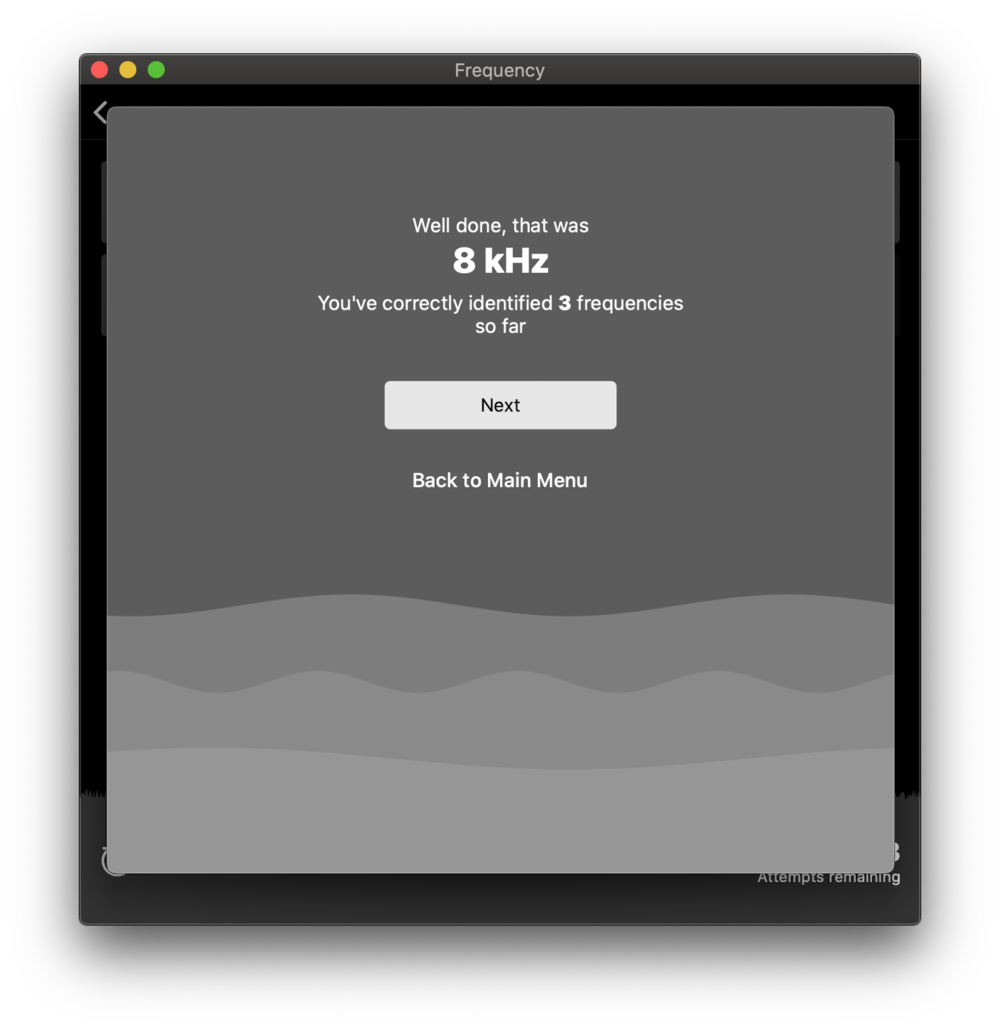 Frequency
Well done, that was
8 kHz
You've correctly identified 3 frequencies
so far
Next
Back to Main Menu
Attempts remaining